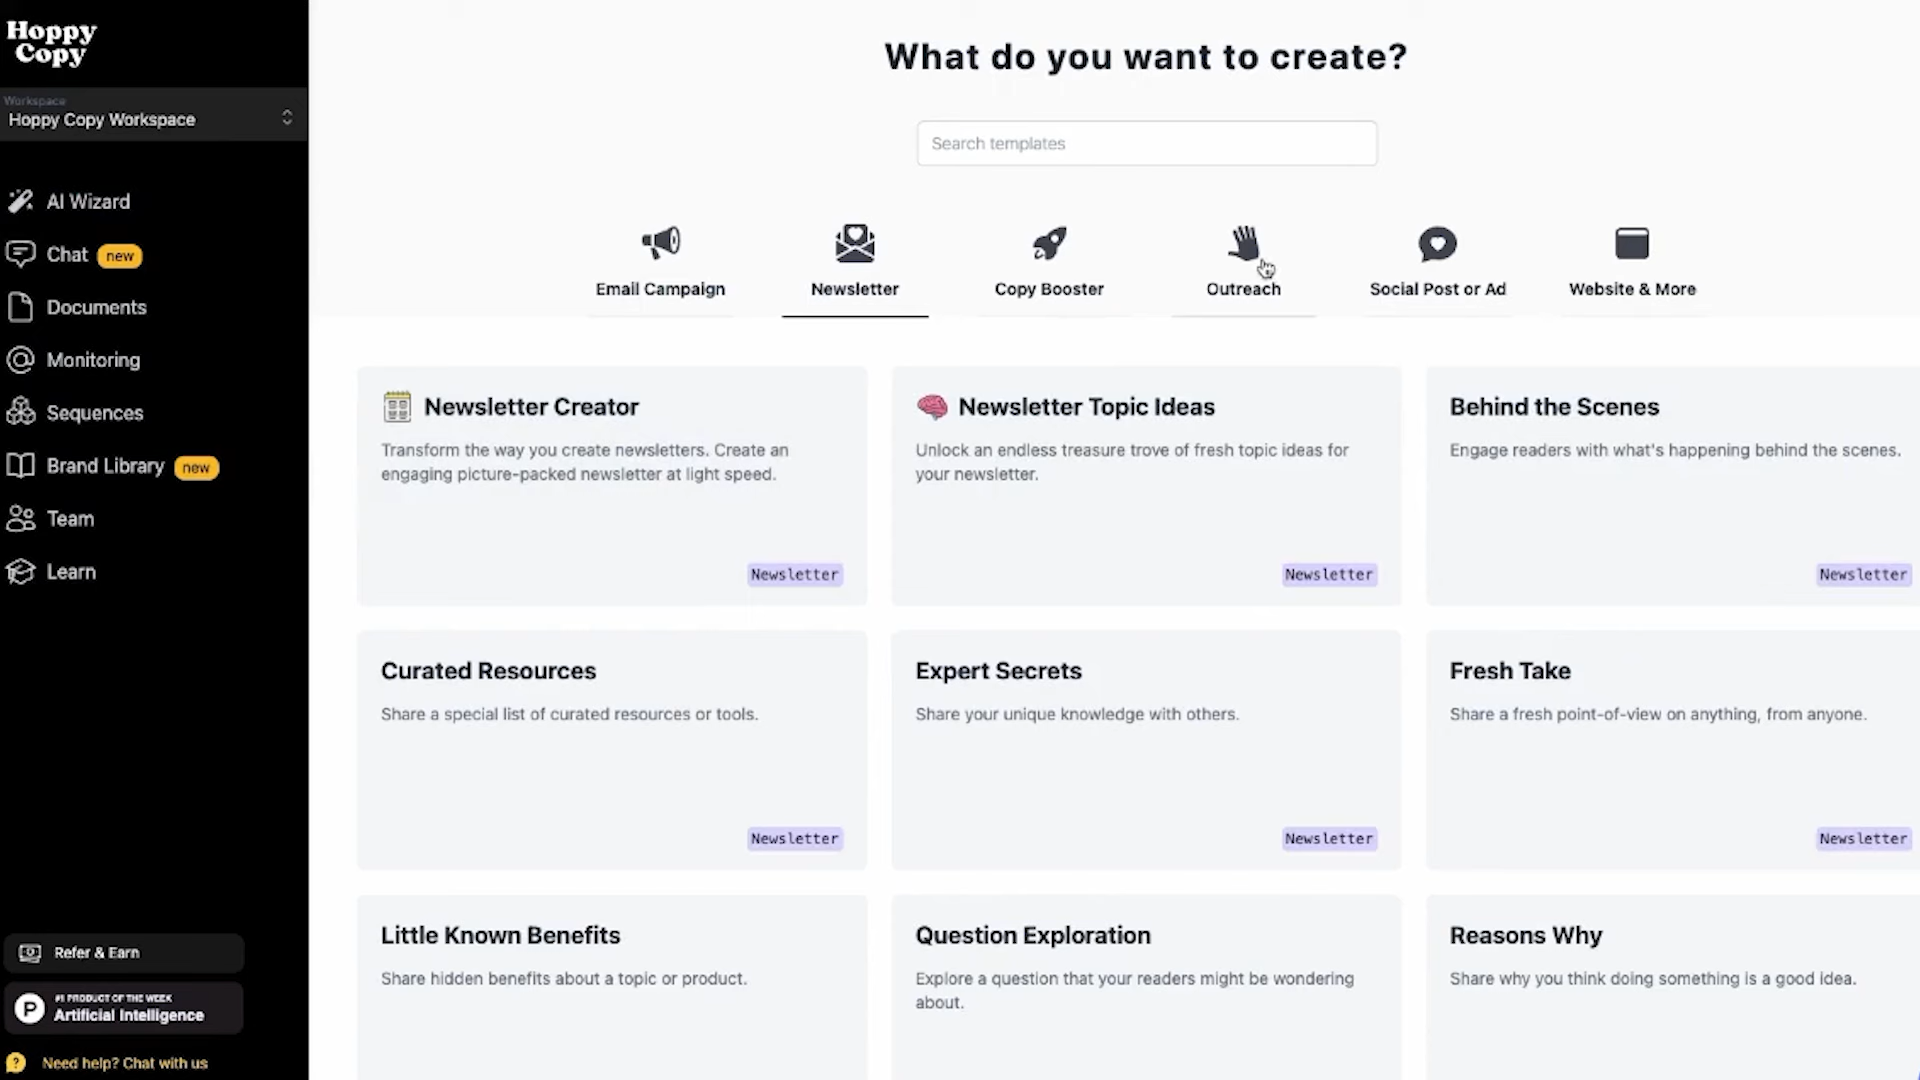 Hoppy
Copy
Workspace
Hoppy Copy Workspace
AI Wizard
Chat new
Documents
Monitoring
Sequences
Brand Library new
Team
Learn
Refer & Earn
P
#1 PRODUCT OF THE WEEK
Artificial Intelligence
? Need help? Chat with us
What do you want to create?
Search templates
Email Campaign
Newsletter
Copy Booster
Outreach
Social Post or Ad
Website & More
Newsletter Creator
Transform the way you create newsletters. Create an
engaging picture-packed newsletter at light speed.
Newsletter
Newsletter Topic Ideas
Unlock an endless treasure trove of fresh topic ideas for
your newsletter.
Newsletter
Behind the Scenes
Engage readers with what's happening behind the scenes.
Newsletter
Curated Resources
Share a special list of curated resources or tools.
Newsletter
Expert Secrets
Share your unique knowledge with others.
Newsletter
Fresh Take
Share a fresh point-of-view on anything, from anyone.
Newsletter
Little Known Benefits
Share hidden benefits about a topic or product.
Question Exploration
Explore a question that your readers might be wondering
about.
Reasons Why
Share why you think doing something is a good idea.